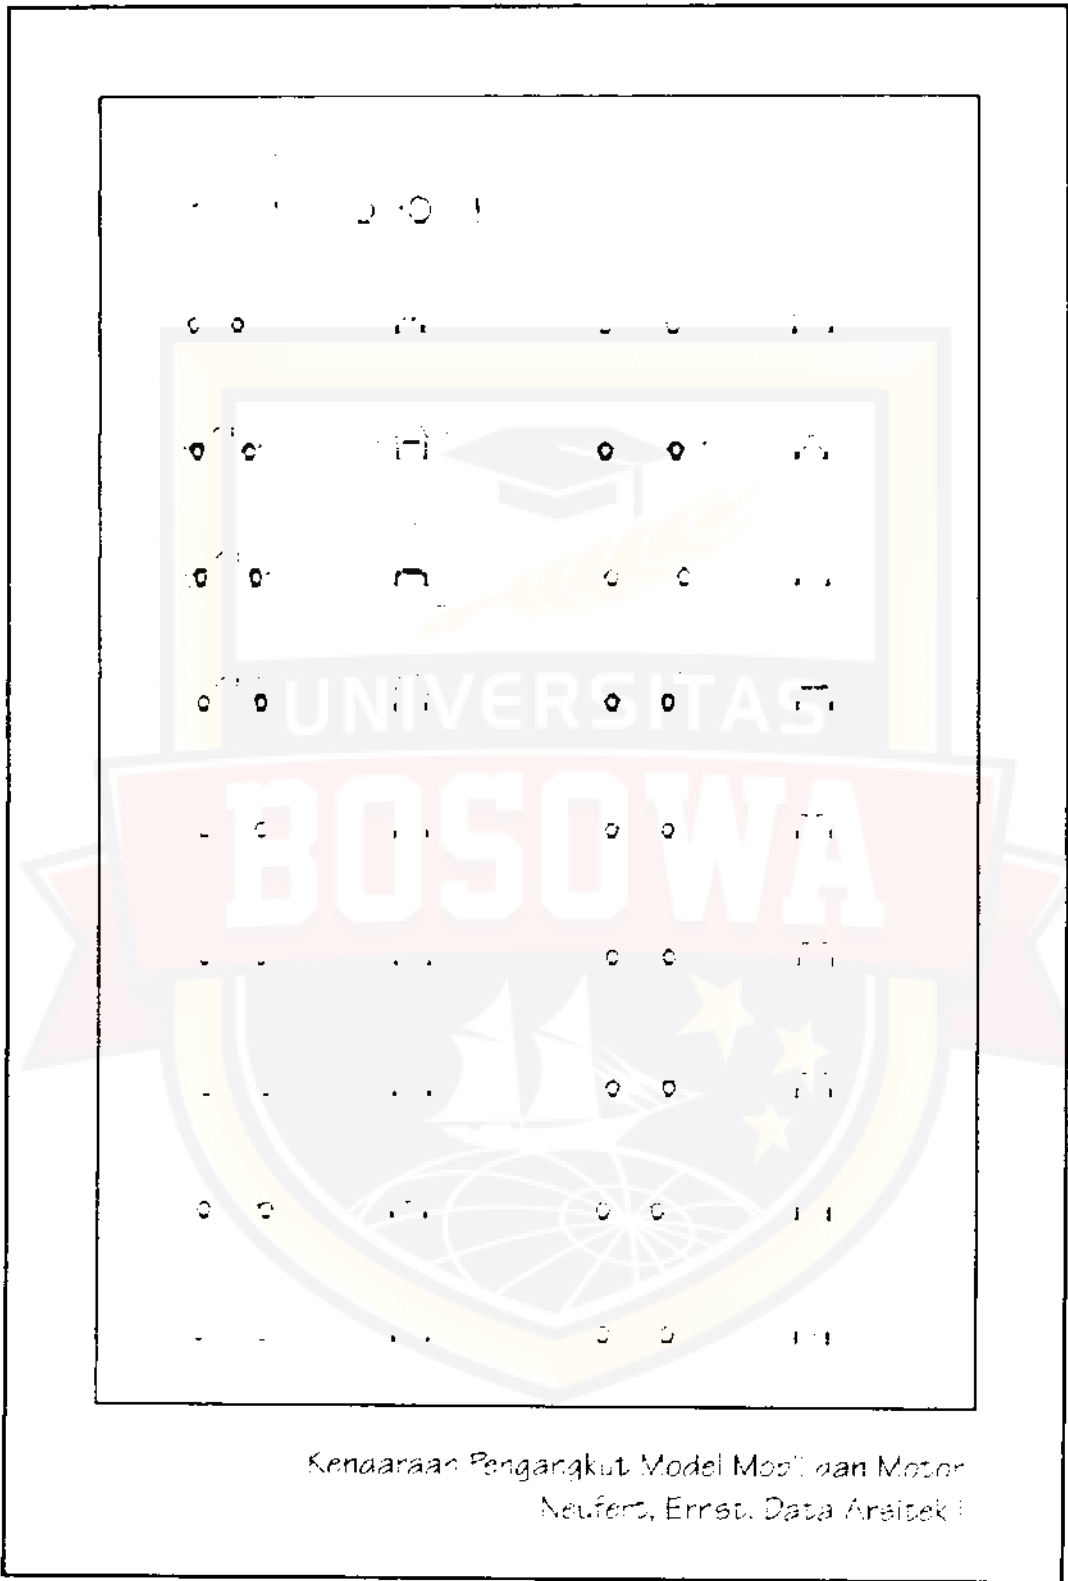 UNIVERSITAS
BOSOWA
Kendaraan Pengangkut Model Mobil dan Motor
Neufert, Ernst. Data Arsitek I